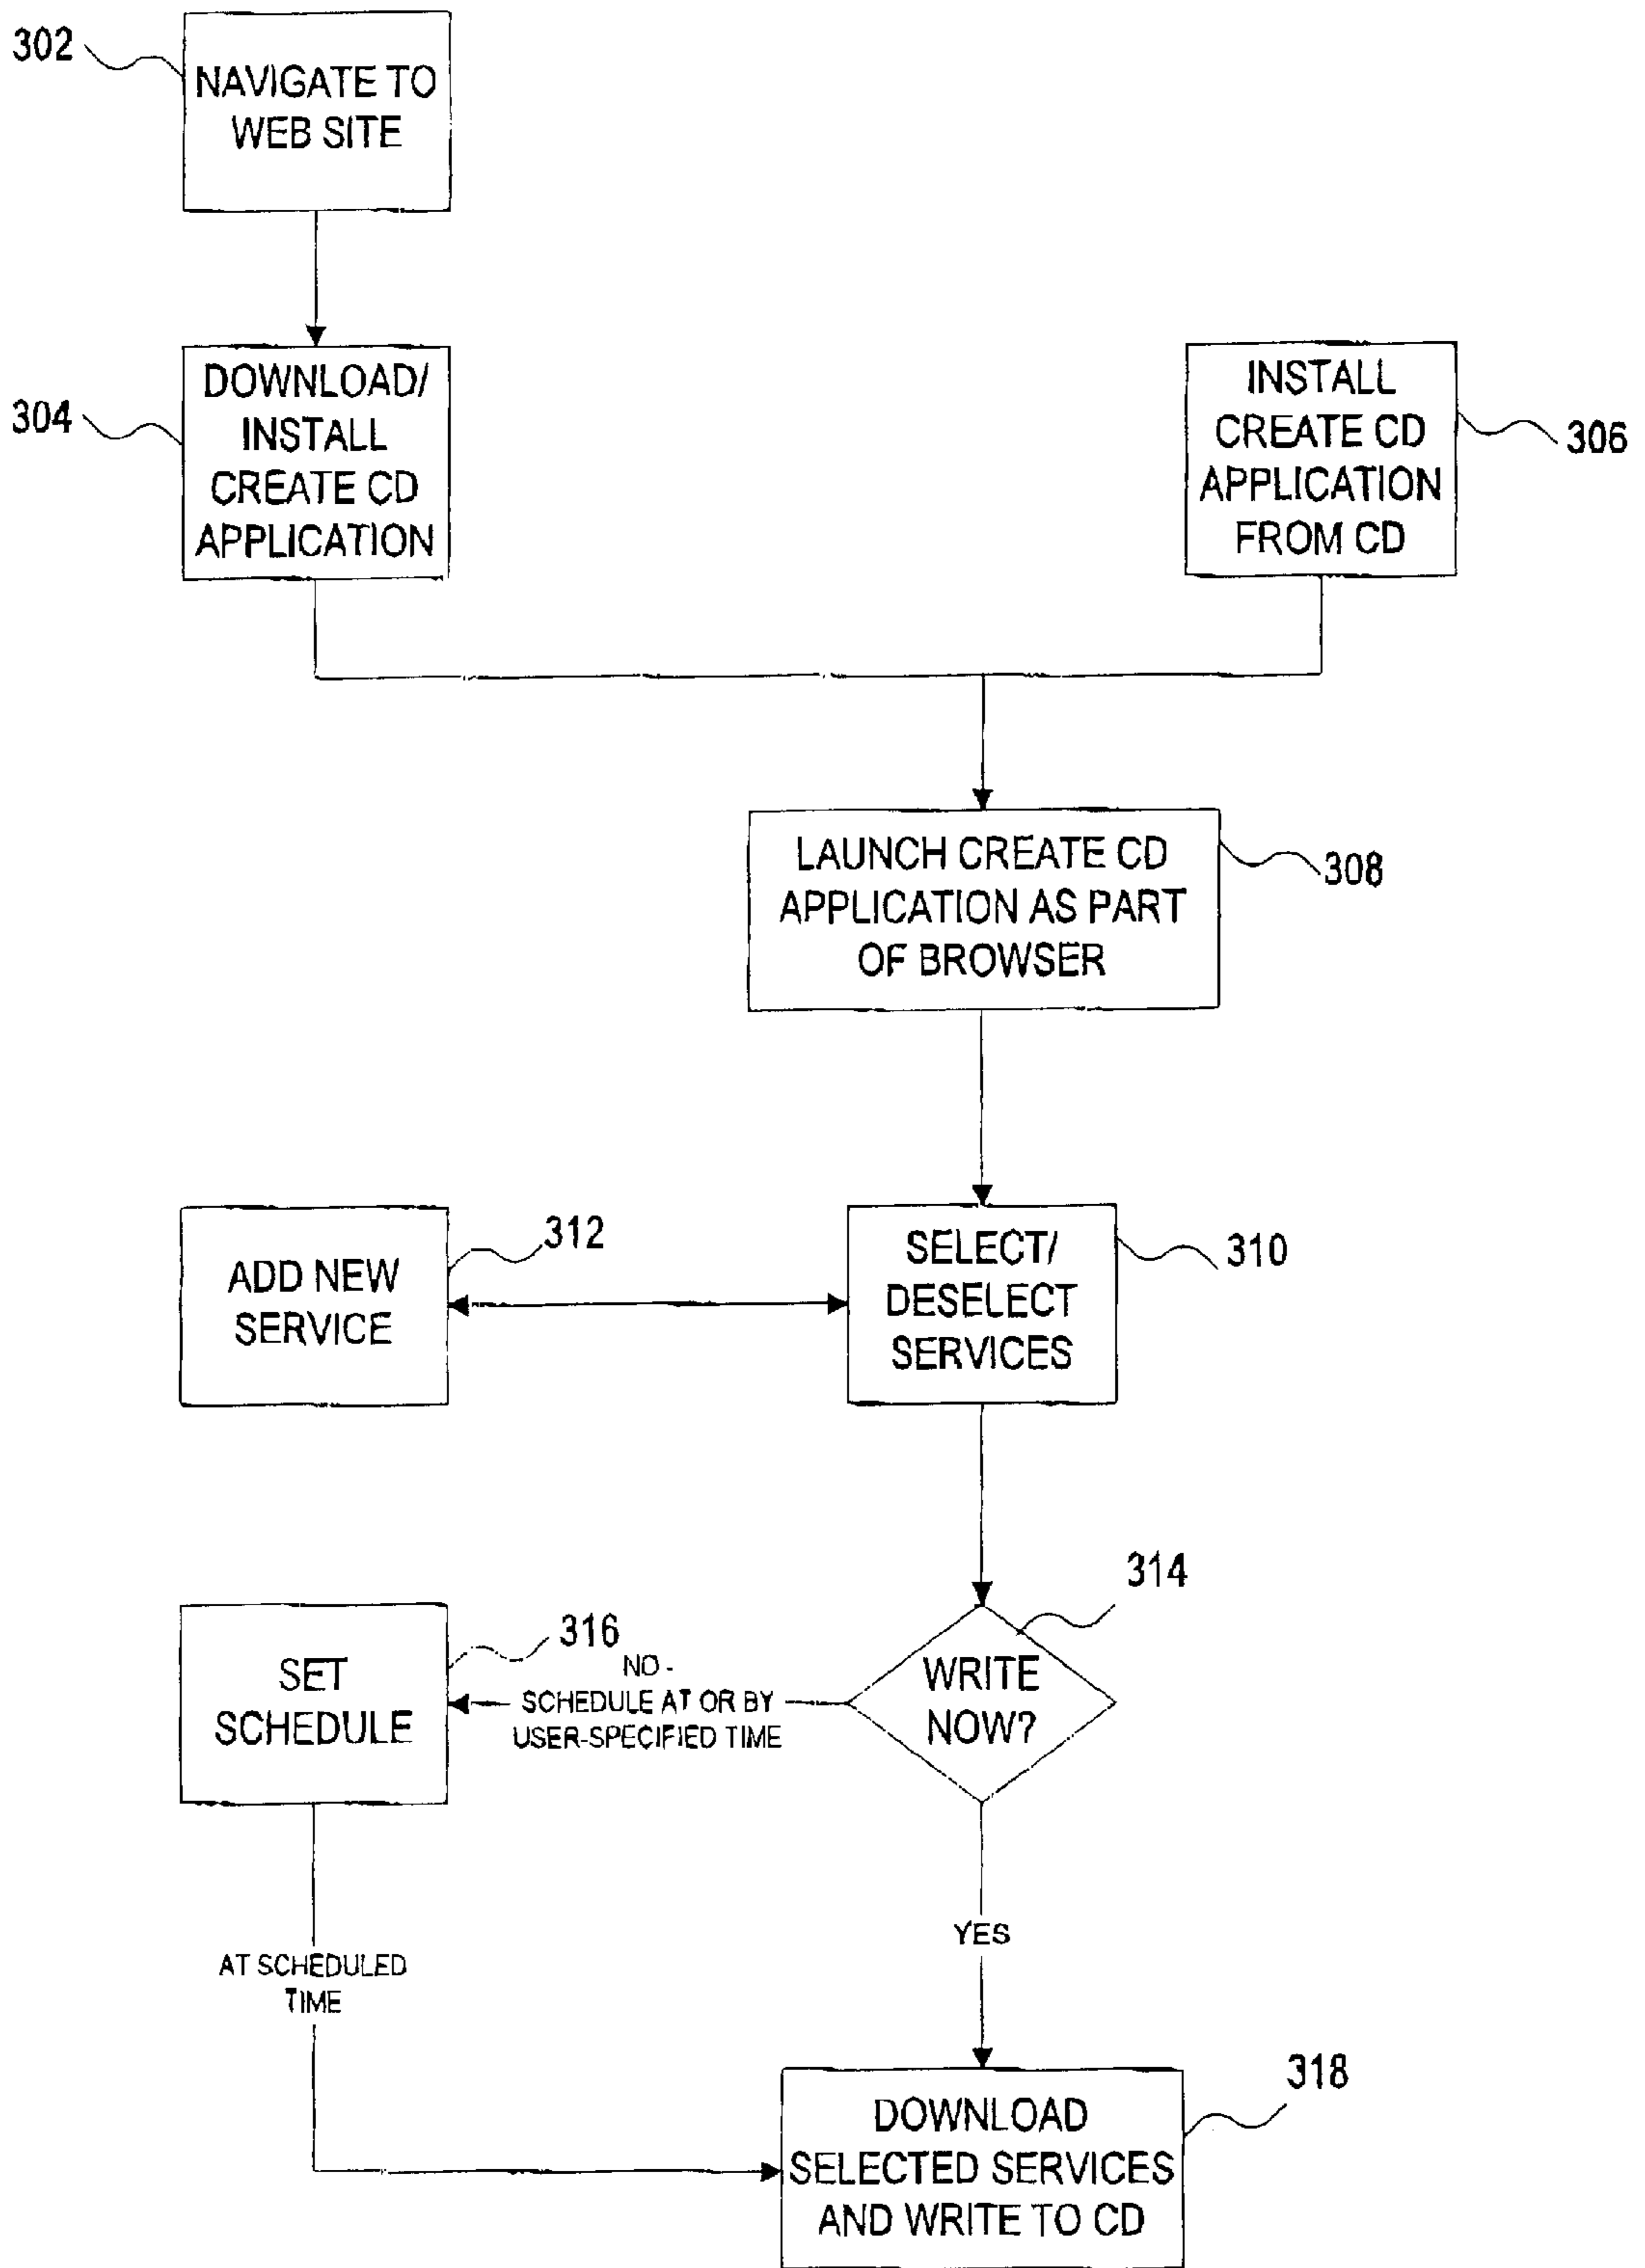 302
NAVIGATE TO
WEB SITE
304
DOWNLOAD/
INSTALL
CREATE CD
APPLICATION
INSTALL
CREATE CD
APPLICATION
FROM CD
306
LAUNCH CREATE CD
APPLICATION AS PART
OF BROWSER
308
ADD NEW
SERVICE
312
SELECT/
DESELECT
SERVICES
310
314
SET
SCHEDULE
316
NO -
SCHEDULE AT OR BY
USER-SPECIFIED TIME
WRITE
NOW?
YES
AT SCHEDULED
TIME
318
DOWNLOAD
SELECTED SERVICES
AND WRITE TO CD